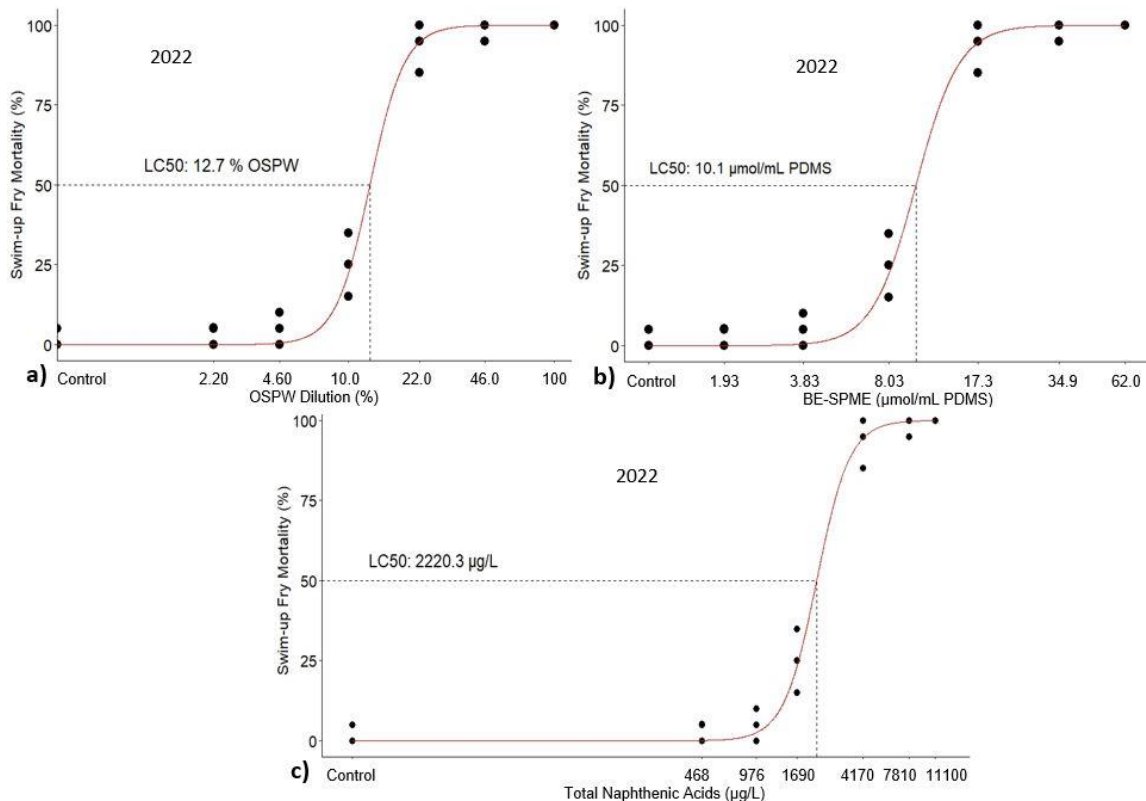 Swim-up Fry Mortality (%)
100
75
50
25
0
2022
LC50: 12.7 % OSPW
Control 2.20 4.60 10.0 22.0 46.0 100
OSPW Dilution (%)
a)
Swim-up Fry Mortality (%)
100
75
50
25
0
2022
LC50: 10.1 µmol/mL PDMS
Control 1.93 3.83 8.03 17.3 34.9 62.0
BE-SPME (µmol/mL PDMS)
b)
Swim-up Fry Mortality (%)
100
75
50
25
0
2022
LC50: 2220.3 µg/L
Control 468 976 1690 4170 7810 11100
Total Naphthenic Acids (µg/L)
c)